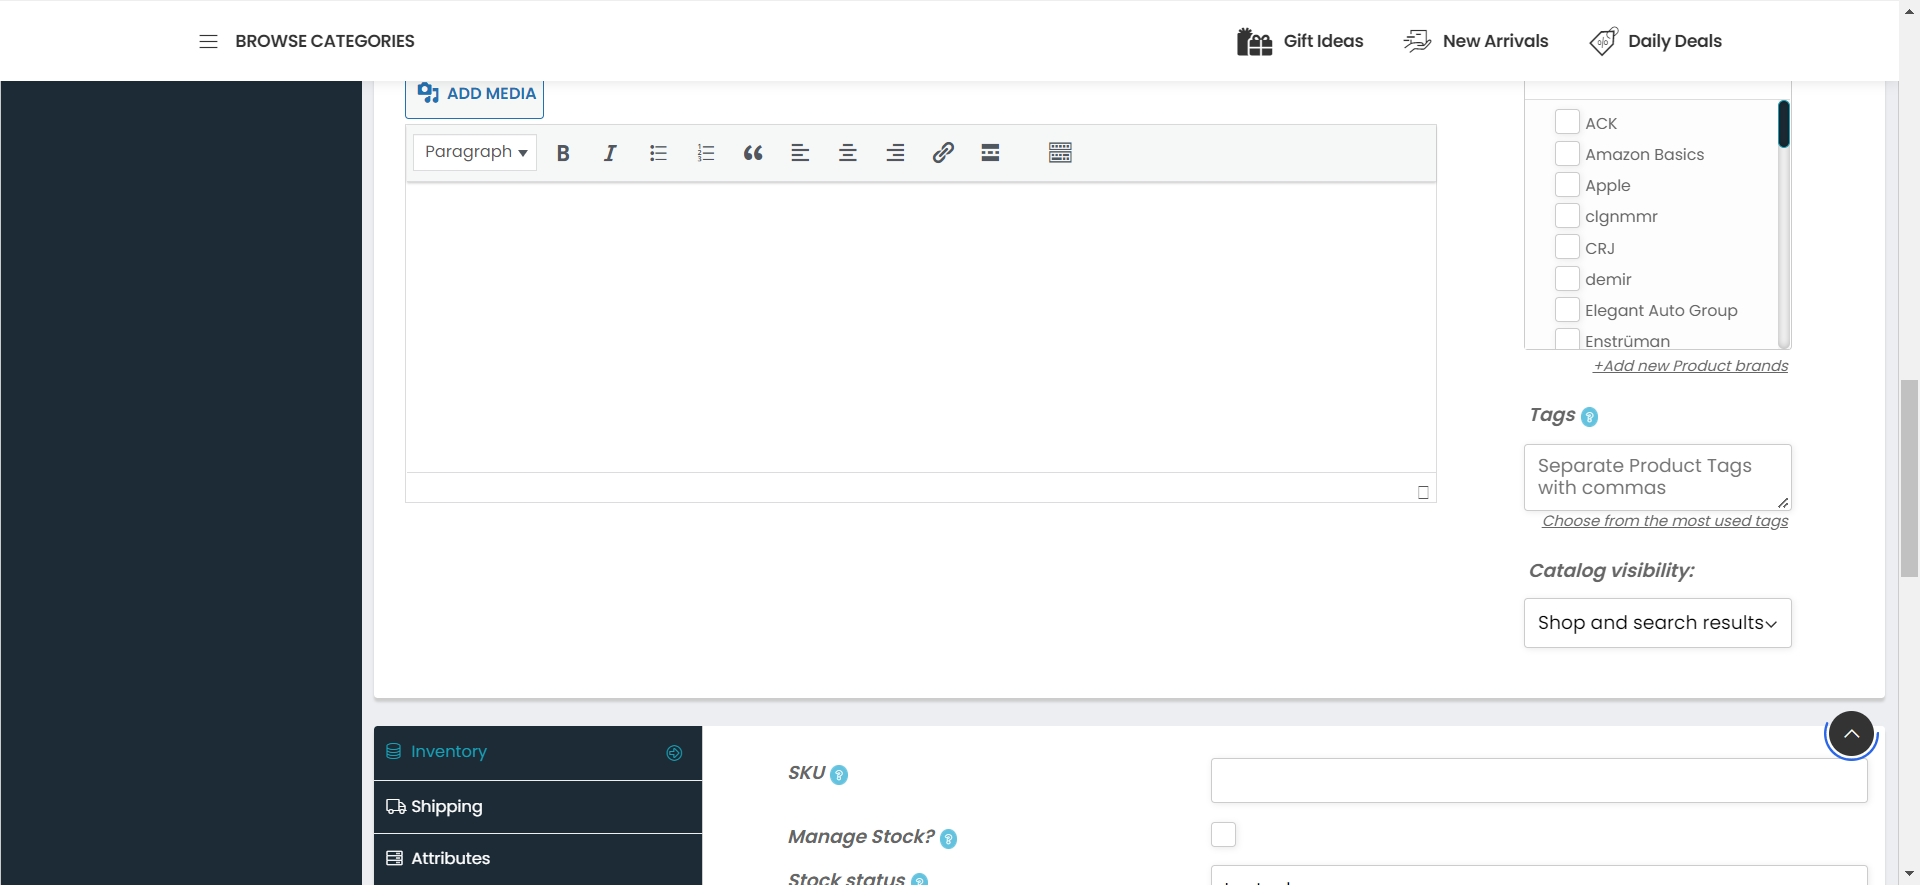 BROWSE CATEGORIES
Gift Ideas
New Arrivals
Daily Deals
ADD MEDIA
Paragraph
ACK
Amazon Basics
Apple
clgnmmr
CRJ
demir
Elegant Auto Group
Enstrüman
+Add new Product brands
Tags
Separate Product Tags
with commas
Choose from the most used tags
Catalog visibility:
Shop and search results
Inventory
Shipping
Attributes
SKU
Manage Stock?
Stock status